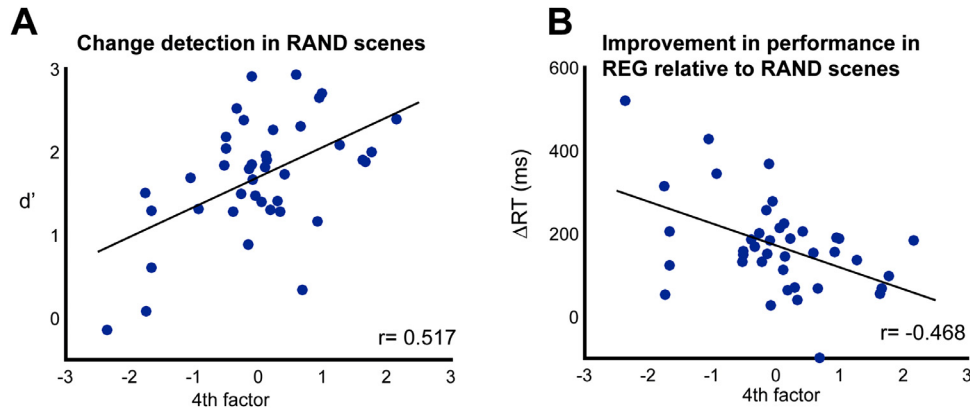 A
Change detection in RAND scenes
3
2
1
0
d'
-3 -2 -1 0 1 2 3
4th factor
r= 0.517
B
Improvement in performance in
REG relative to RAND scenes
600
400
200
0
ΔRT (ms)
-3 -2 -1 0 1 2 3
4th factor
r= -0.468